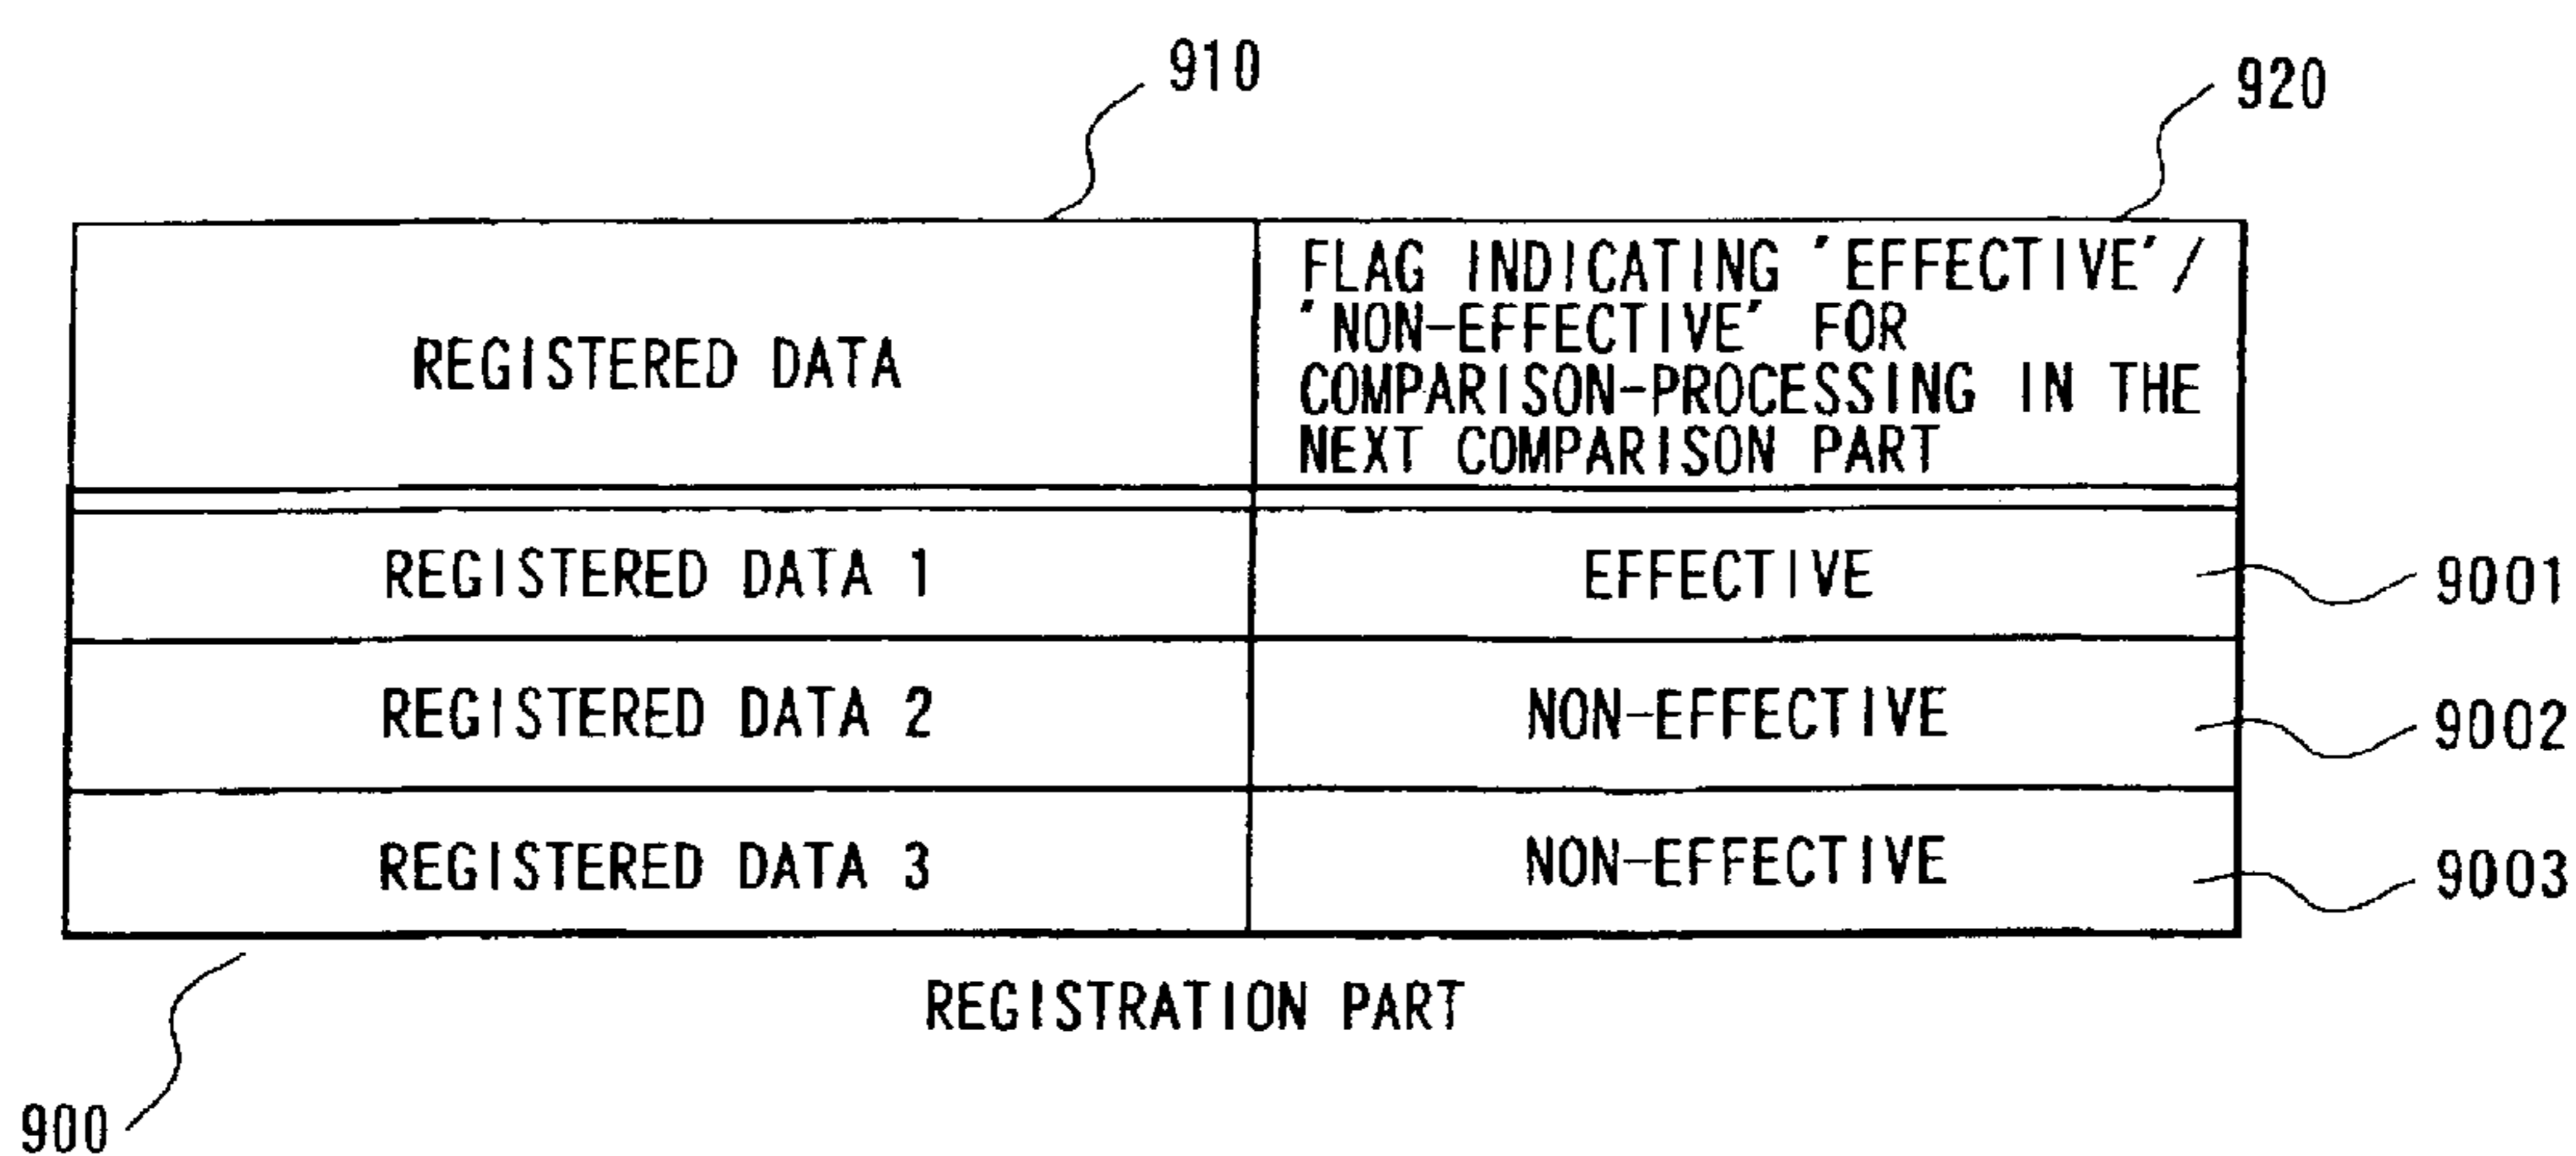 910
920
REGISTERED DATA
FLAG INDICATING 'EFFECTIVE'/
'NON-EFFECTIVE' FOR
COMPARISON-PROCESSING IN THE
NEXT COMPARISON PART
REGISTERED DATA 1
EFFECTIVE
9001
REGISTERED DATA 2
NON-EFFECTIVE
9002
REGISTERED DATA 3
NON-EFFECTIVE
9003
REGISTRATION PART
900